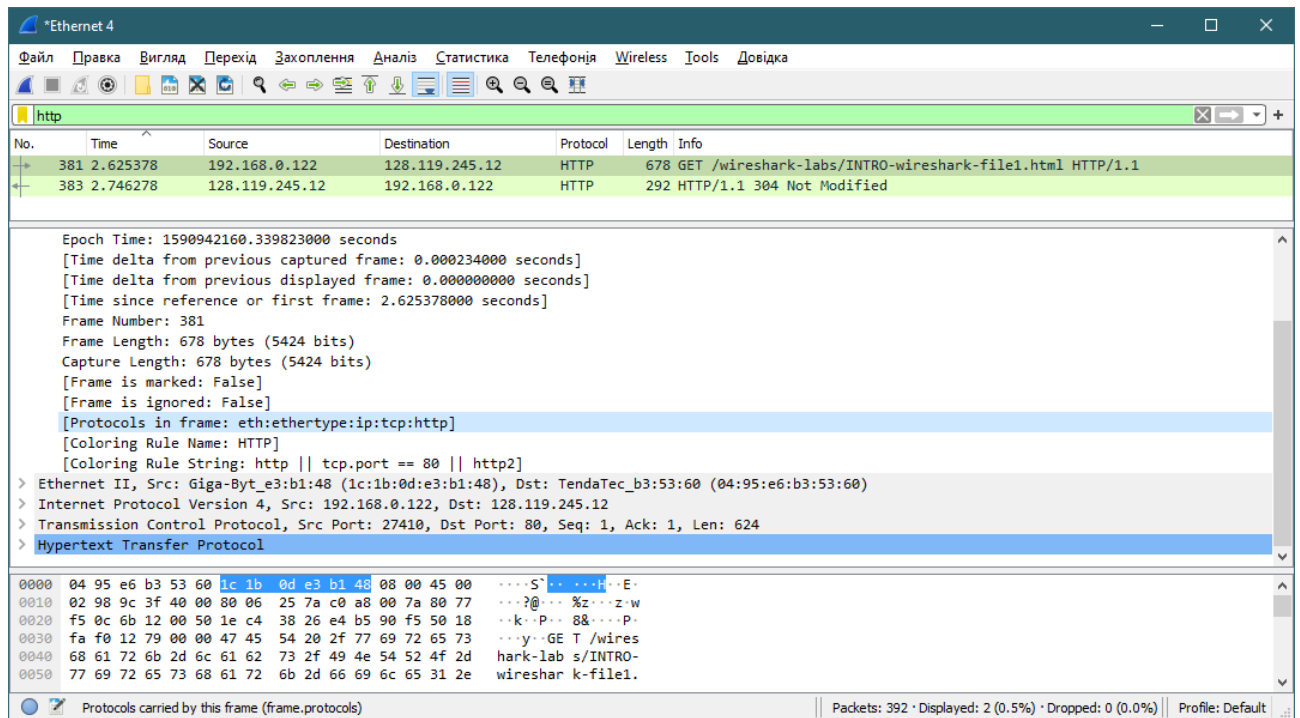 *Ethernet 4
Файл Правка Вигляд Перехід Захоплення Аналіз Статистика Телефонія Wireless Tools Довідка
http
No. Time Source Destination Protocol Length Info
381 2.625378 192.168.0.122 128.119.245.12 HTTP 678 GET /wireshark-labs/INTRO-wireshark-file1.html HTTP/1.1
383 2.746278 128.119.245.12 192.168.0.122 HTTP 292 HTTP/1.1 304 Not Modified
Epoch Time: 1590942160.339823000 seconds
[Time delta from previous captured frame: 0.000234000 seconds]
[Time delta from previous displayed frame: 0.000000000 seconds]
[Time since reference or first frame: 2.625378000 seconds]
Frame Number: 381
Frame Length: 678 bytes (5424 bits)
Capture Length: 678 bytes (5424 bits)
[Frame is marked: False]
[Frame is ignored: False]
[Protocols in frame: eth:ethertype:ip:tcp:http]
[Coloring Rule Name: HTTP]
[Coloring Rule String: http || tcp.port == 80 || http2]
> Ethernet II, Src: Giga-Byt_e3:b1:48 (1c:1b:0d:e3:b1:48), Dst: TendaTec_b3:53:60 (04:95:e6:b3:53:60)
> Internet Protocol Version 4, Src: 192.168.0.122, Dst: 128.119.245.12
> Transmission Control Protocol, Src Port: 27410, Dst Port: 80, Seq: 1, Ack: 1, Len: 624
> Hypertext Transfer Protocol
0000 04 95 e6 b3 53 60 1c 1b 0d e3 b1 48 08 00 45 00 ····S`·· ···H··E·
0010 02 98 9c 3f 40 00 80 06 25 7a c0 a8 00 7a 80 77 ···?@··· %z···z·w
0020 f5 0c 6b 12 00 50 1e c4 38 26 e4 b5 90 f5 50 18 ··k··P·· 8&····P·
0030 fa f0 12 79 00 00 47 45 54 20 2f 77 69 72 65 73 ···y··GE T /wires
0040 68 61 72 6b 2d 6c 61 62 73 2f 49 4e 54 52 4f 2d hark-lab s/INTRO-
0050 77 69 72 65 73 68 61 72 6b 2d 66 69 6c 65 31 2e wireshar k-file1.
Protocols carried by this frame (frame.protocols) Packets: 392 · Displayed: 2 (0.5%) · Dropped: 0 (0.0%) Profile: Default